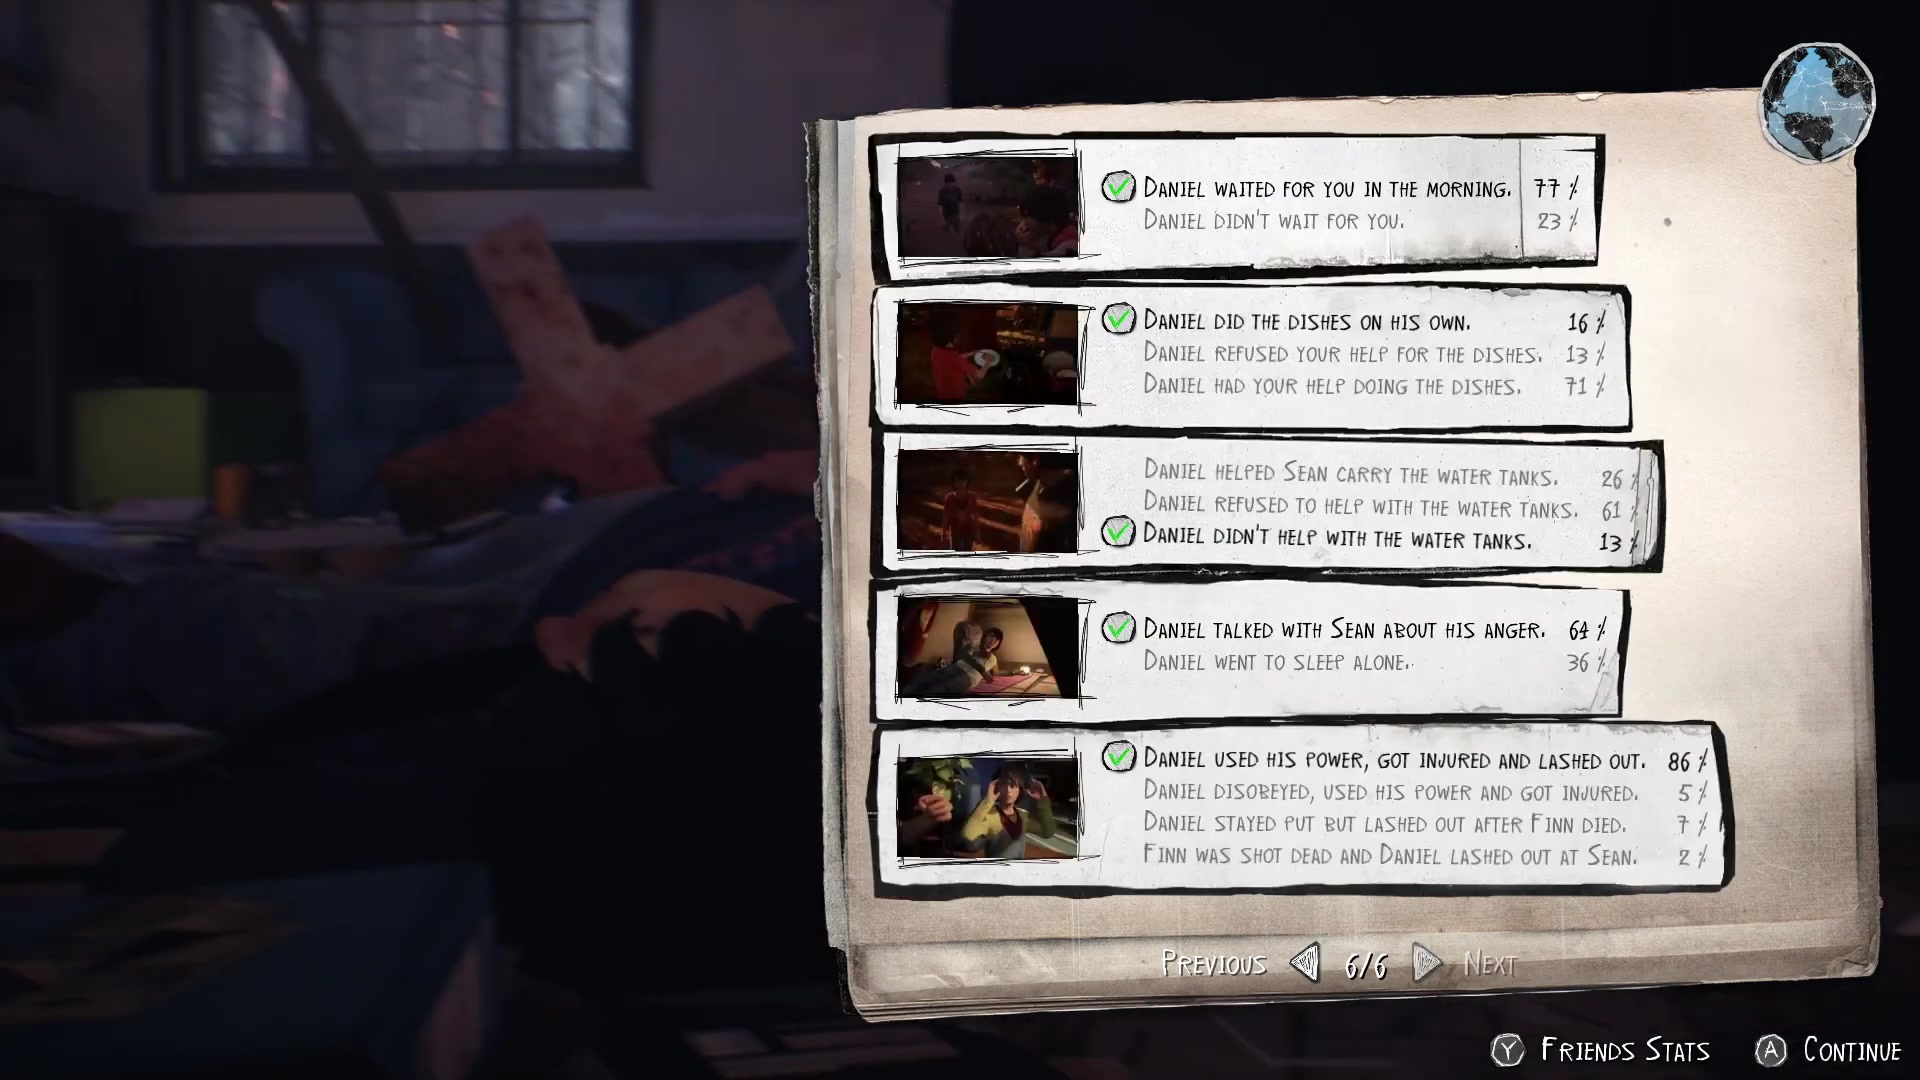 DANIEL WAITED FOR YOU IN THE MORNING. 77 %
DANIEL DIDN'T WAIT FOR YOU. 23 %
DANIEL DID THE DISHES ON HIS OWN. 16 %
DANIEL REFUSED YOUR HELP FOR THE DISHES. 13 %
DANIEL HAD YOUR HELP DOING THE DISHES. 71 %
DANIEL HELPED SEAN CARRY THE WATER TANKS. 26 %
DANIEL REFUSED TO HELP WITH THE WATER TANKS. 61 %
DANIEL DIDN'T HELP WITH THE WATER TANKS. 13 %
DANIEL TALKED WITH SEAN ABOUT HIS ANGER. 64 %
DANIEL WENT TO SLEEP ALONE. 36 %
DANIEL USED HIS POWER, GOT INJURED AND LASHED OUT. 86 %
DANIEL DISOBEYED, USED HIS POWER AND GOT INJURED. 5 %
DANIEL STAYED PUT BUT LASHED OUT AFTER FINN DIED. 7 %
FINN WAS SHOT DEAD AND DANIEL LASHED OUT AT SEAN. 2 %
PREVIOUS 6/6 NEXT
Y FRIENDS STATS A CONTINUE